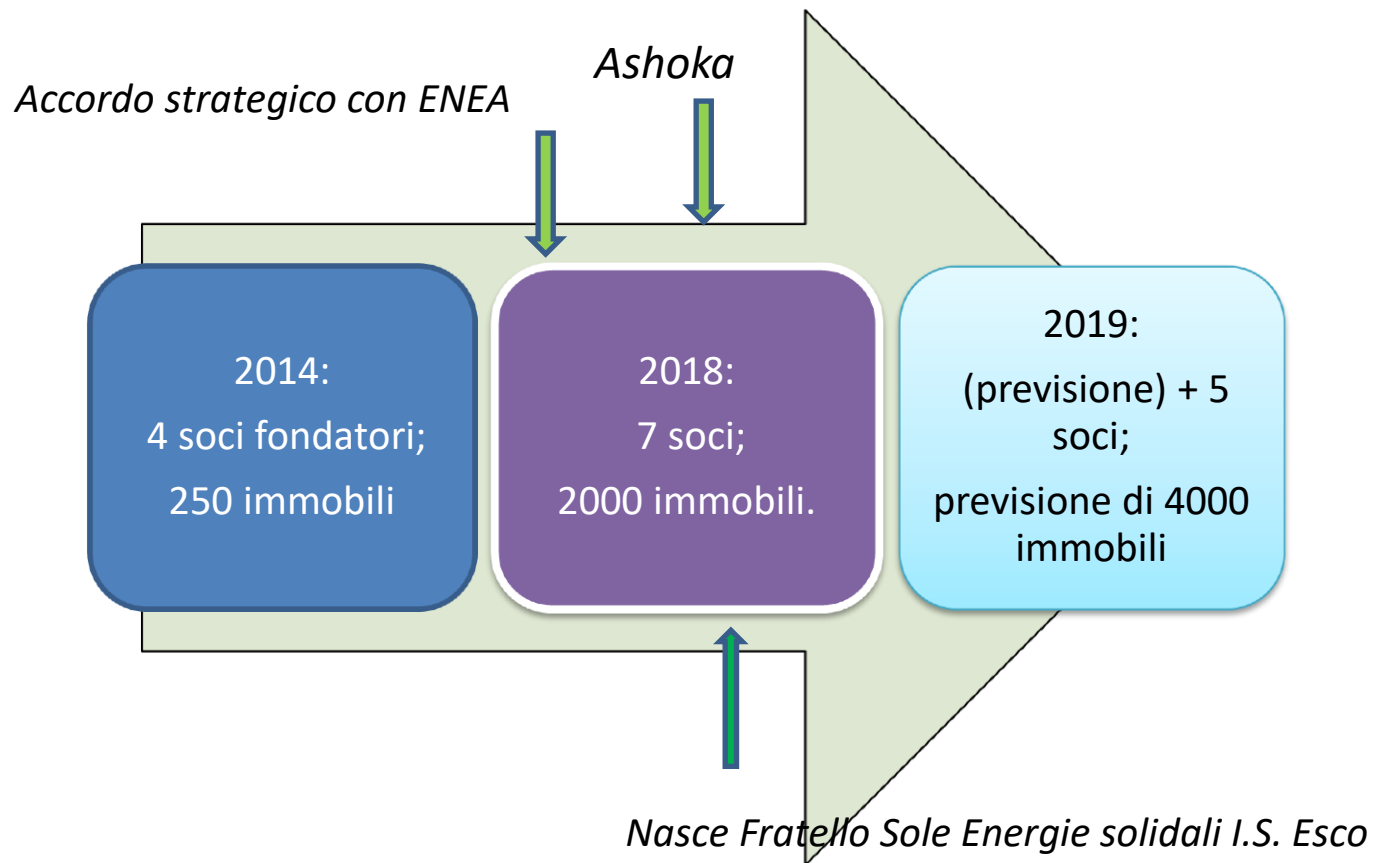 Ashoka
Accordo strategico con ENEA
2014:
4 soci fondatori;
250 immobili
2018:
7 soci;
2000 immobili.
2019:
(previsione) + 5
soci;
previsione di 4000
immobili
Nasce Fratello Sole Energie solidali I.S. Esco